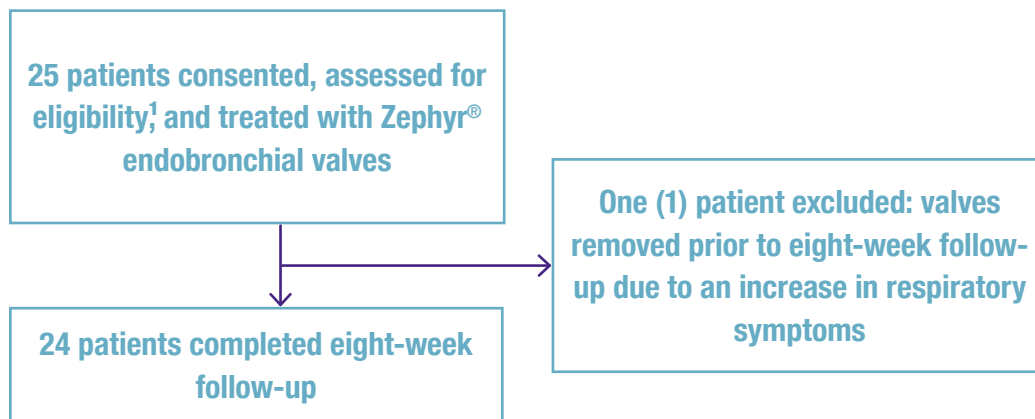 25 patients consented, assessed for
eligibility,¹ and treated with Zephyr®
endobronchial valves
One (1) patient excluded: valves
removed prior to eight-week follow-
up due to an increase in respiratory
symptoms
24 patients completed eight-week
follow-up